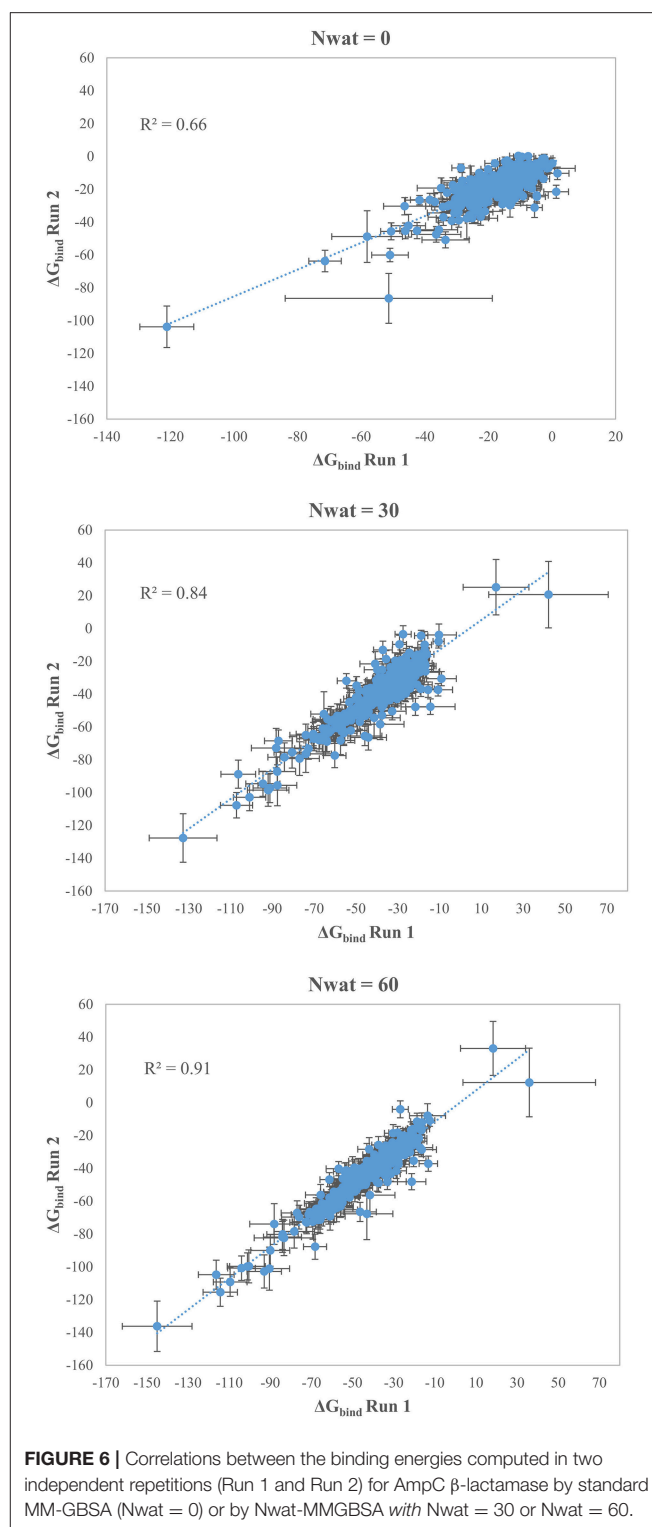 Nwat = 0
60
40
20
0
-20
-40
-60
-80
-100
-120
-140
-160
R² = 0.66
ΔGbind Run 2
-140 -120 -100 -80 -60 -40 -20 0 20
ΔGbind Run 1
Nwat = 30
60
40
20
0
-20
-40
-60
-80
-100
-120
-140
-160
R² = 0.84
ΔGbind Run 2
-170 -150 -130 -110 -90 -70 -50 -30 -10 10 30 50 70
ΔGbind Run 1
Nwat = 60
60
40
20
0
-20
-40
-60
-80
-100
-120
-140
-160
R² = 0.91
ΔGbind Run 2
-170 -150 -130 -110 -90 -70 -50 -30 -10 10 30 50 70
ΔGbind Run 1
FIGURE 6 | Correlations between the binding energies computed in two
independent repetitions (Run 1 and Run 2) for AmpC β-lactamase by standard
MM-GBSA (Nwat = 0) or by Nwat-MMGBSA with Nwat = 30 or Nwat = 60.